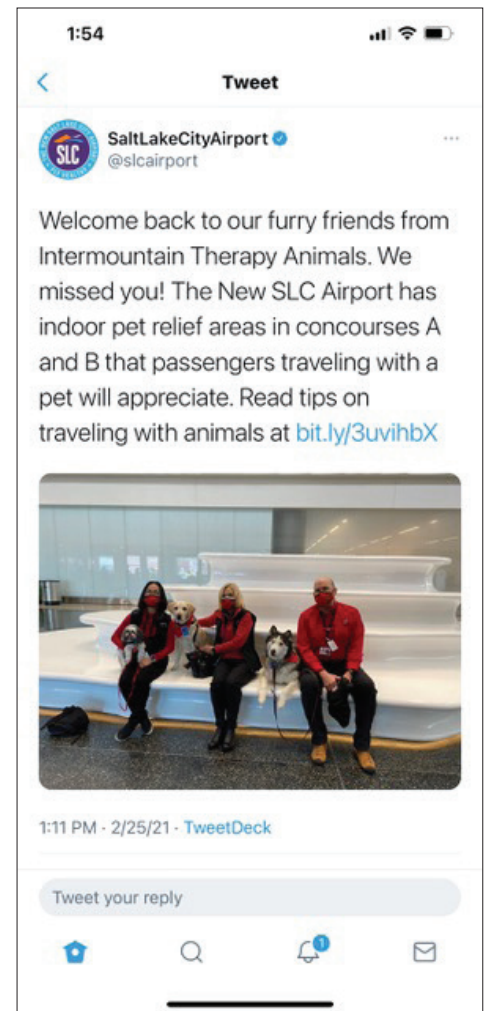 1:54
Tweet
SLC
SaltLakeCityAirport
@slcairport
Welcome back to our furry friends from
Intermountain Therapy Animals. We
missed you! The New SLC Airport has
indoor pet relief areas in concourses A
and B that passengers traveling with a
pet will appreciate. Read tips on
traveling with animals at bit.ly/3uvihbX
1:11 PM · 2/25/21 · TweetDeck
Tweet your reply
1